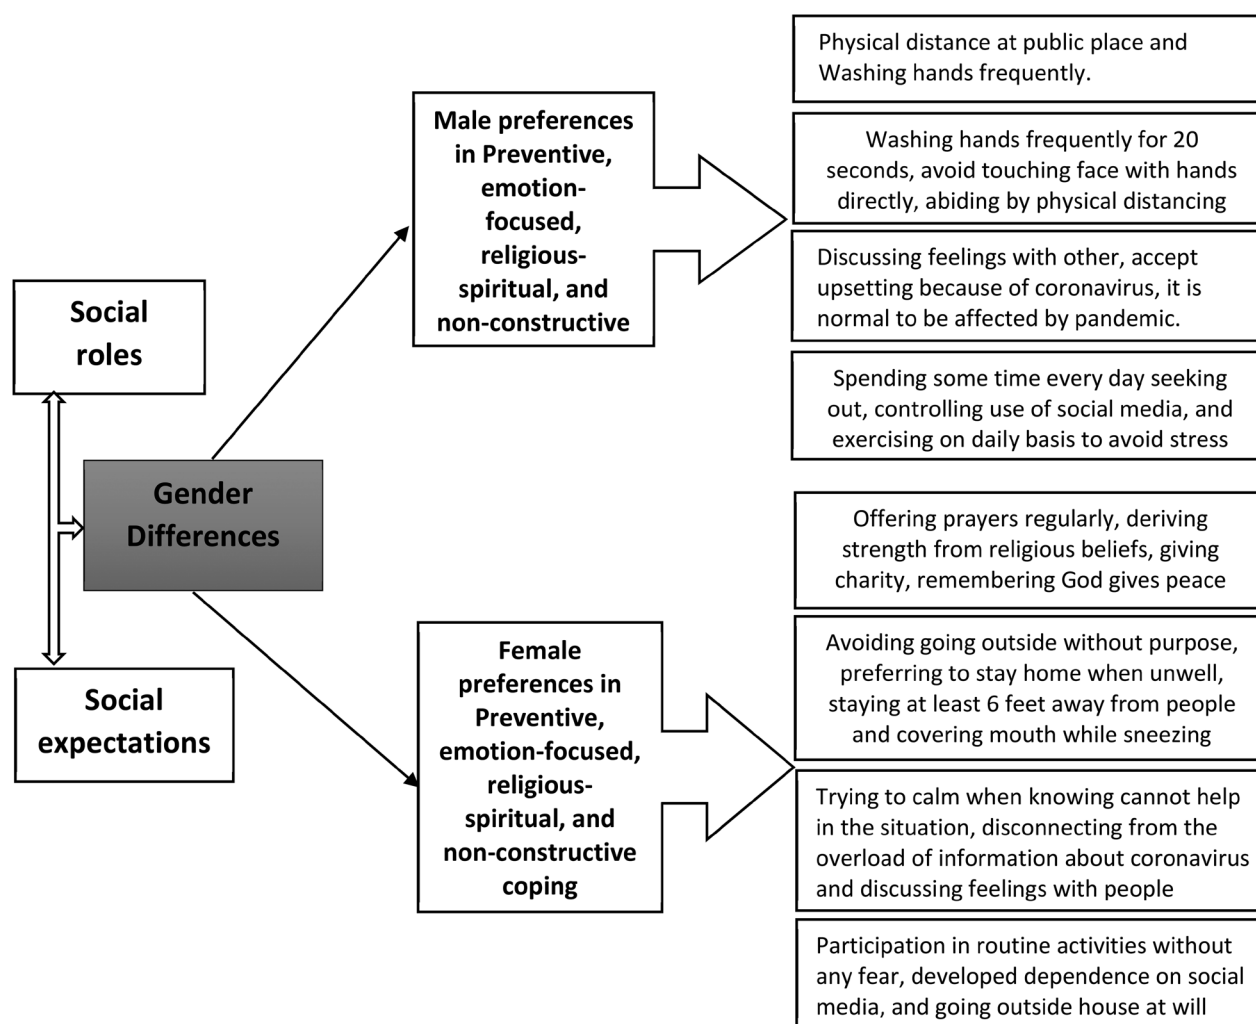 Social
roles
Social
expectations
Gender
Differences
Male preferences
in Preventive,
emotion-
focused,
religious-
spiritual, and
non-constructive
Female
preferences in
Preventive,
emotion-focused,
religious-
spiritual, and
non-constructive
coping
Physical distance at public place and
Washing hands frequently.
Washing hands frequently for 20
seconds, avoid touching face with hands
directly, abiding by physical distancing
Discussing feelings with other, accept
upsetting because of coronavirus, it is
normal to be affected by pandemic.
Spending some time every day seeking
out, controlling use of social media, and
exercising on daily basis to avoid stress
Offering prayers regularly, deriving
strength from religious beliefs, giving
charity, remembering God gives peace
Avoiding going outside without purpose,
preferring to stay home when unwell,
staying at least 6 feet away from people
and covering mouth while sneezing
Trying to calm when knowing cannot help
in the situation, disconnecting from the
overload of information about coronavirus
and discussing feelings with people
Participation in routine activities without
any fear, developed dependence on social
media, and going outside house at will